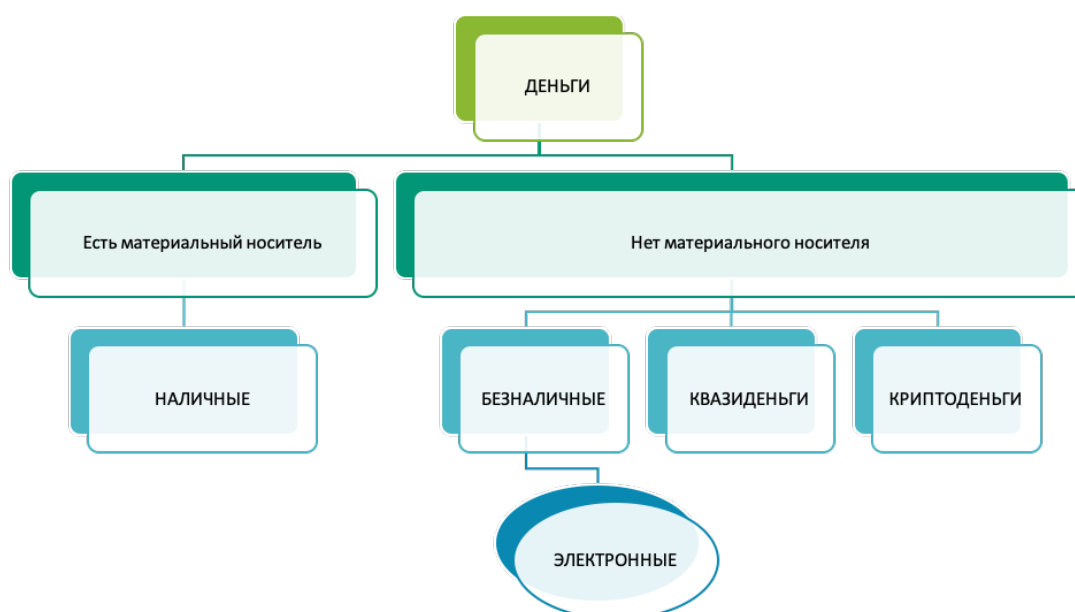 ДЕНЬГИ
Есть материальный носитель
Нет материального носителя
НАЛИЧНЫЕ
БЕЗНАЛИЧНЫЕ
КВАЗИДЕНЬГИ
КРИПТОДЕНЬГИ
ЭЛЕКТРОННЫЕ